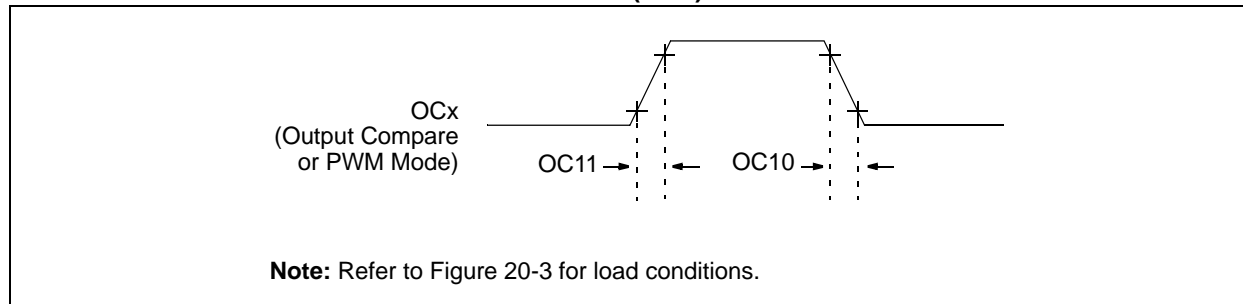 OCx
(Output Compare
or PWM Mode)
OC11
OC10
Note: Refer to Figure 20-3 for load conditions.